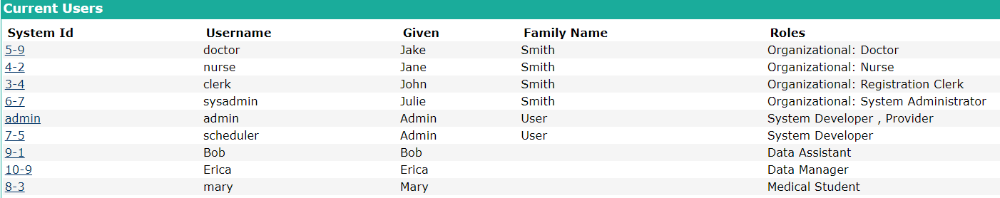 Current Users
System Id Username Given Family Name Roles
5-9 doctor Jake Smith Organizational: Doctor
4-2 nurse Jane Smith Organizational: Nurse
3-4 clerk John Smith Organizational: Registration Clerk
6-7 sysadmin Julie Smith Organizational: System Administrator
admin admin Admin User System Developer , Provider
7-5 scheduler Admin User System Developer
9-1 Bob Bob Data Assistant
10-9 Erica Erica Data Manager
8-3 mary Mary Medical Student